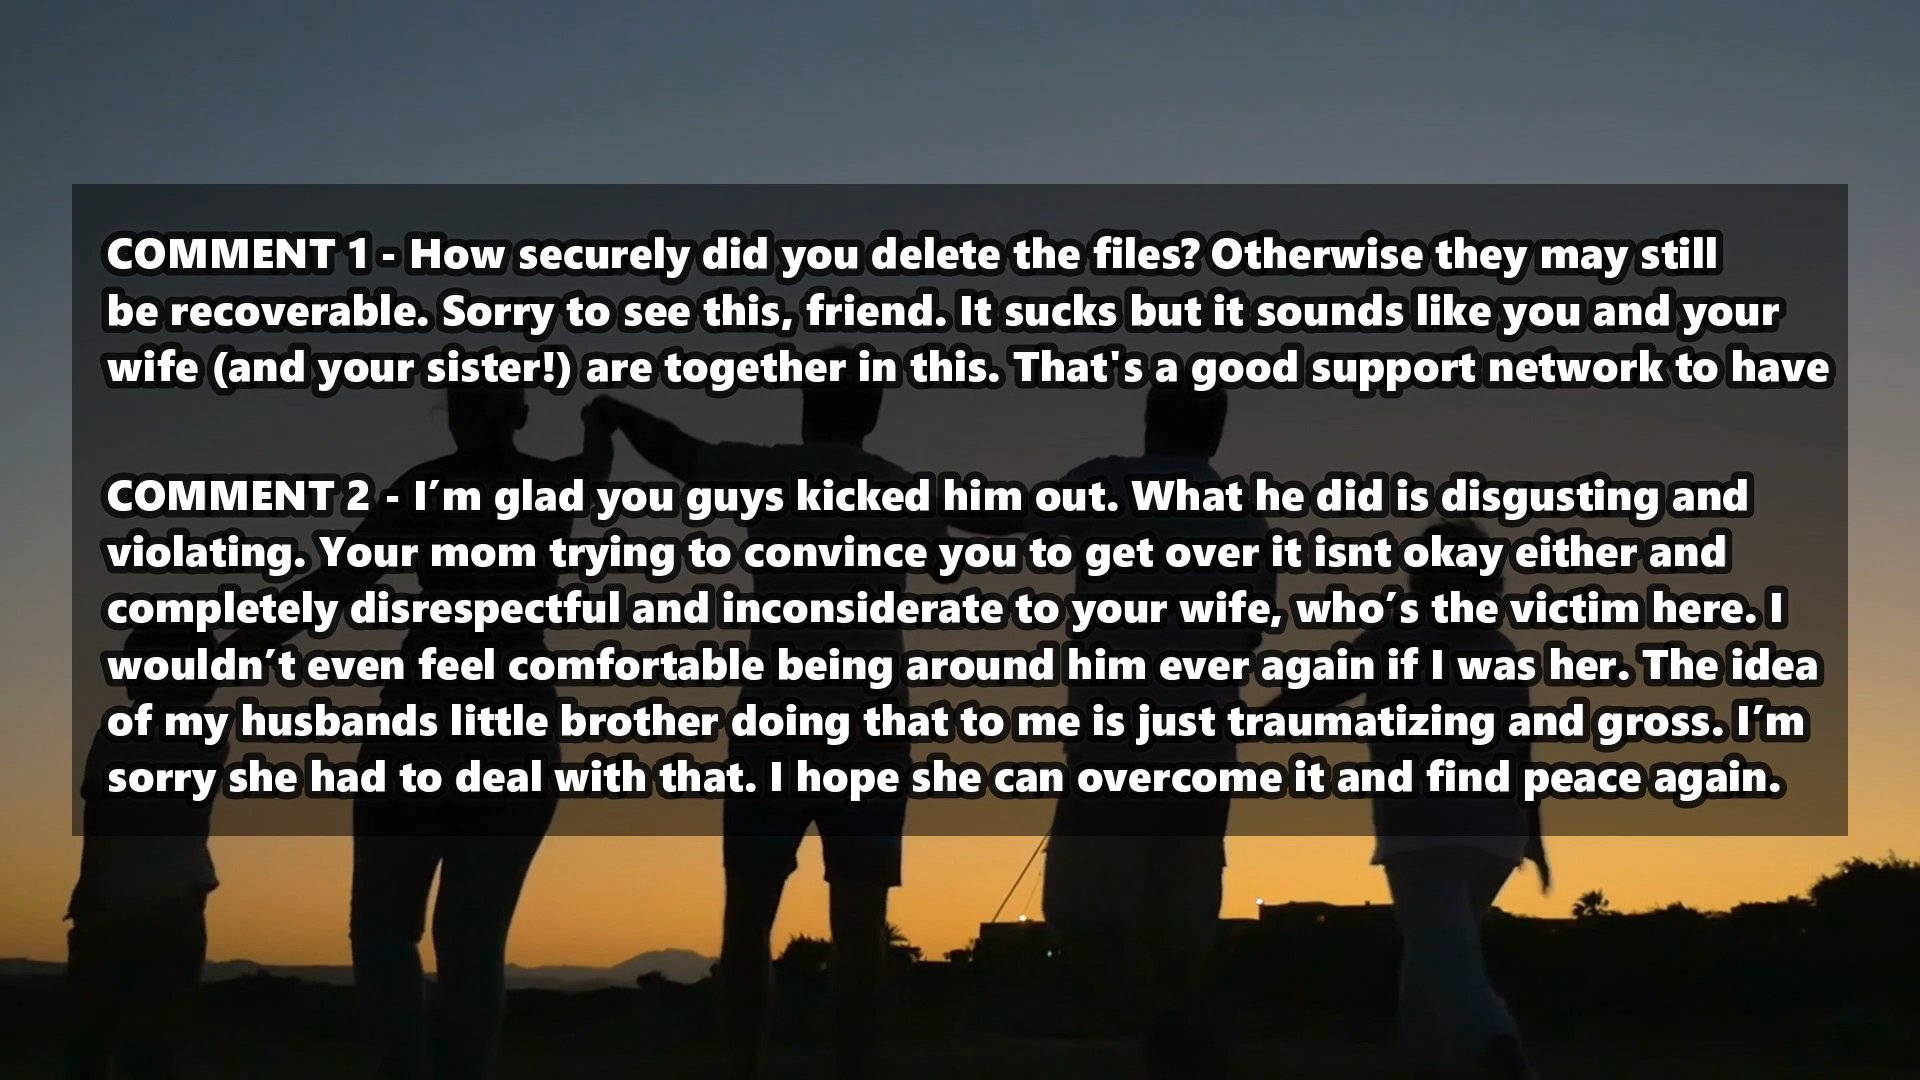 COMMENT 1 - How securely did you delete the files? Otherwise they may still
be recoverable. Sorry to see this, friend. It sucks but it sounds like you and your
wife (and your sister!) are together in this. That's a good support network to have
COMMENT 2 - I’m glad you guys kicked him out. What he did is disgusting and
violating. Your mom trying to convince you to get over it isnt okay either and
completely disrespectful and inconsiderate to your wife, who’s the victim here. I
wouldn’t even feel comfortable being around him ever again if I was her. The idea
of my husbands little brother doing that to me is just traumatizing and gross. I’m
sorry she had to deal with that. I hope she can overcome it and find peace again.